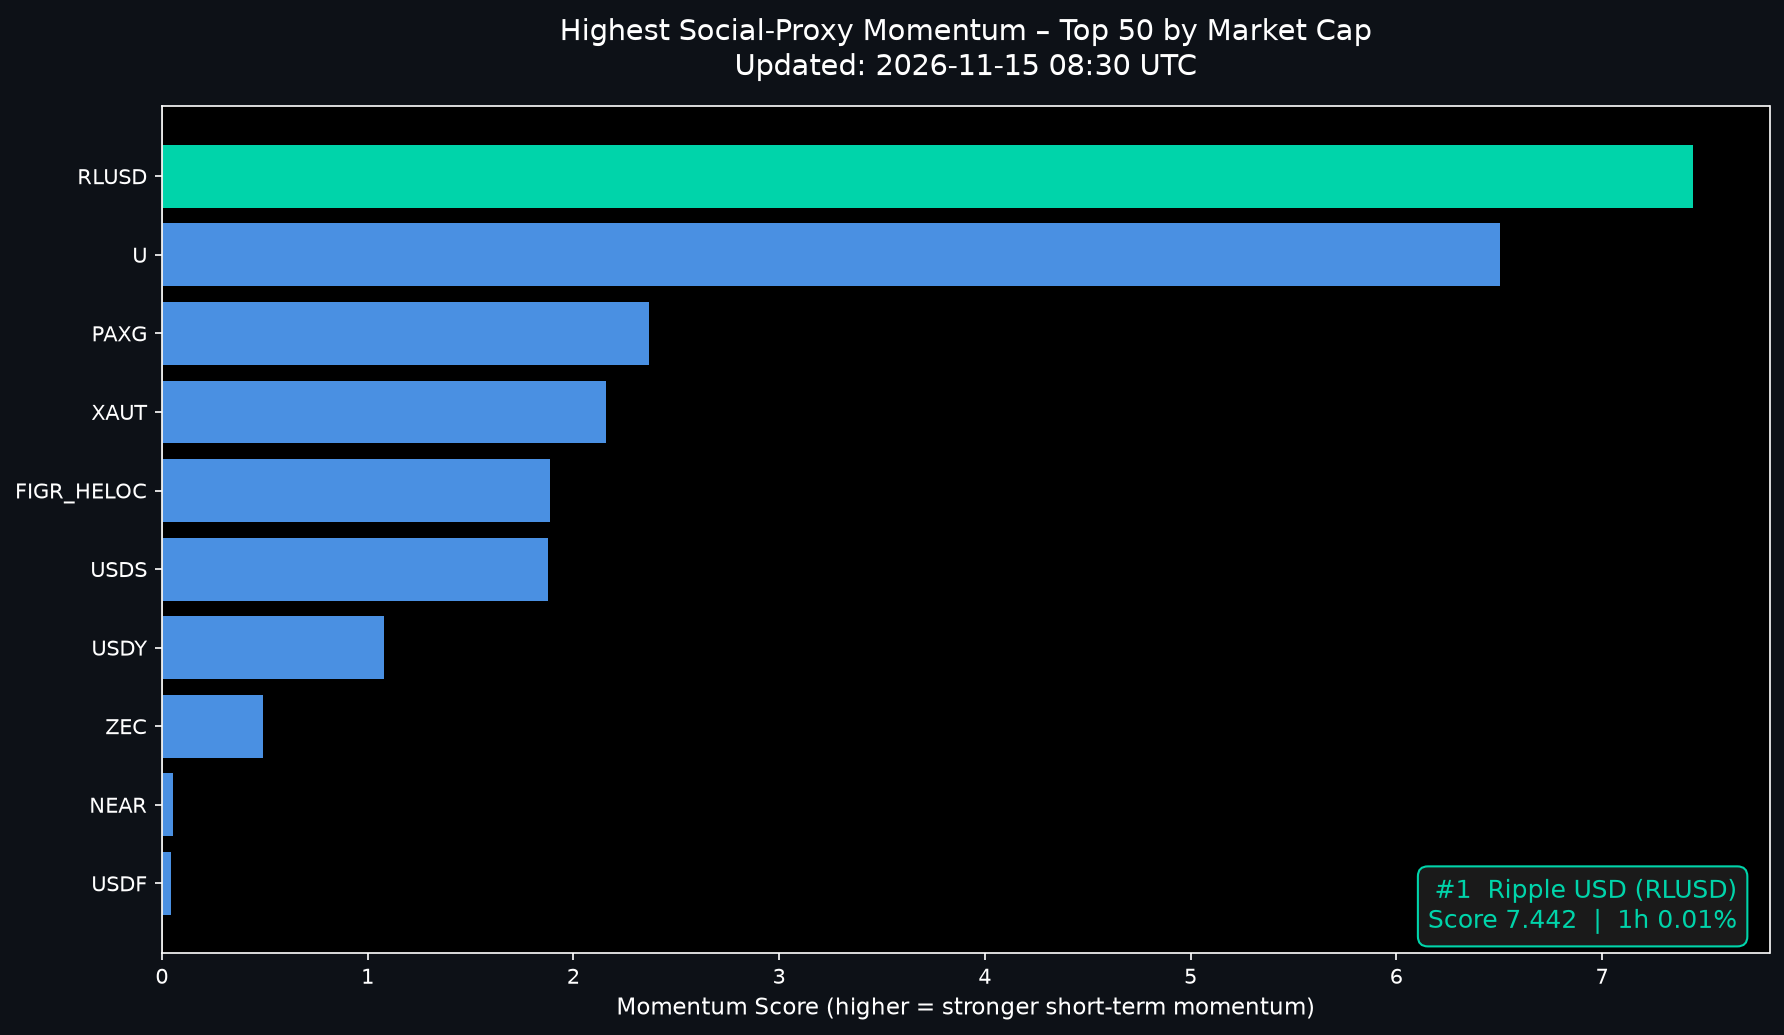 Highest Social-Proxy Momentum – Top 50 by Market Cap
Updated: 2026-11-15 08:30 UTC
RLUSD
U
PAXG
XAUT
FIGR_HELOC
USDS
USDY
ZEC
NEAR
USDF
#1  Ripple USD (RLUSD)
Score 7.442  |  1h 0.01%
0 1 2 3 4 5 6 7
Momentum Score (higher = stronger short-term momentum)